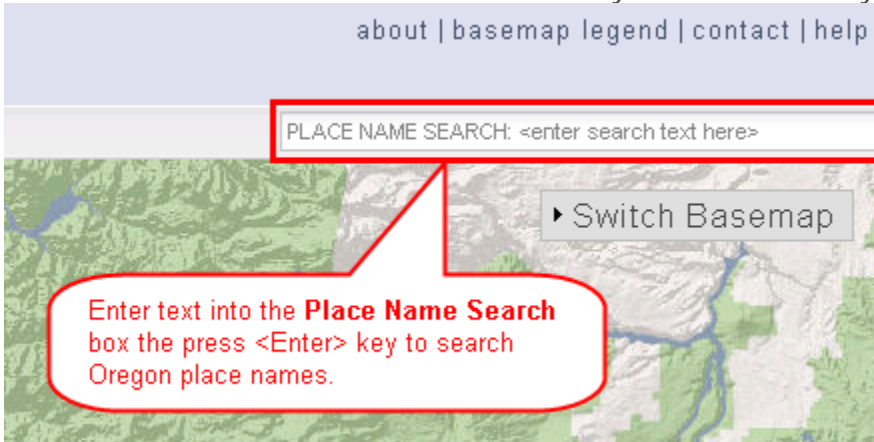 about | basemap legend | contact | help
PLACE NAME SEARCH: <enter search text here>
Switch Basemap
Enter text into the Place Name Search
box the press <Enter> key to search
Oregon place names.